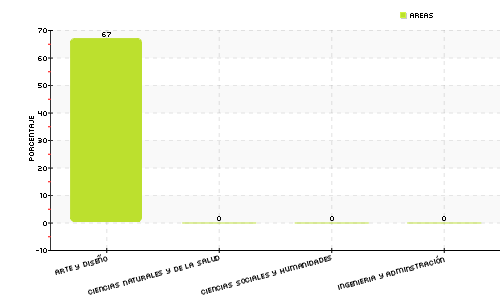 AREAS
PORCENTAJE
70
60
50
40
30
20
10
0
-10
67
0
0
0
ARTE Y DISEÑO
CIENCIAS NATURALES Y DE LA SALUD
CIENCIAS SOCIALES Y HUMANIDADES
INGENIERIA Y ADMINSTRACIÓN